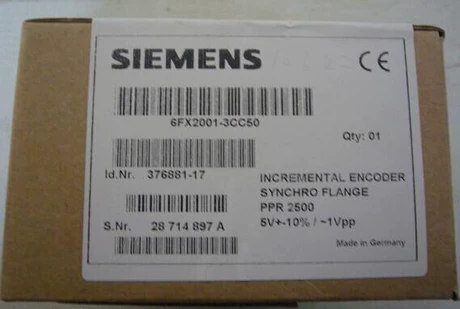 SIEMENS
CE
6FX2001-3CC50
Qty: 01
Id.Nr. 376881-17
INCREMENTAL ENCODER
SYNCHRO FLANGE
PPR 2500
S.Nr. 28 714 897 A
5V+-10% / ~1Vpp
Made in Germany